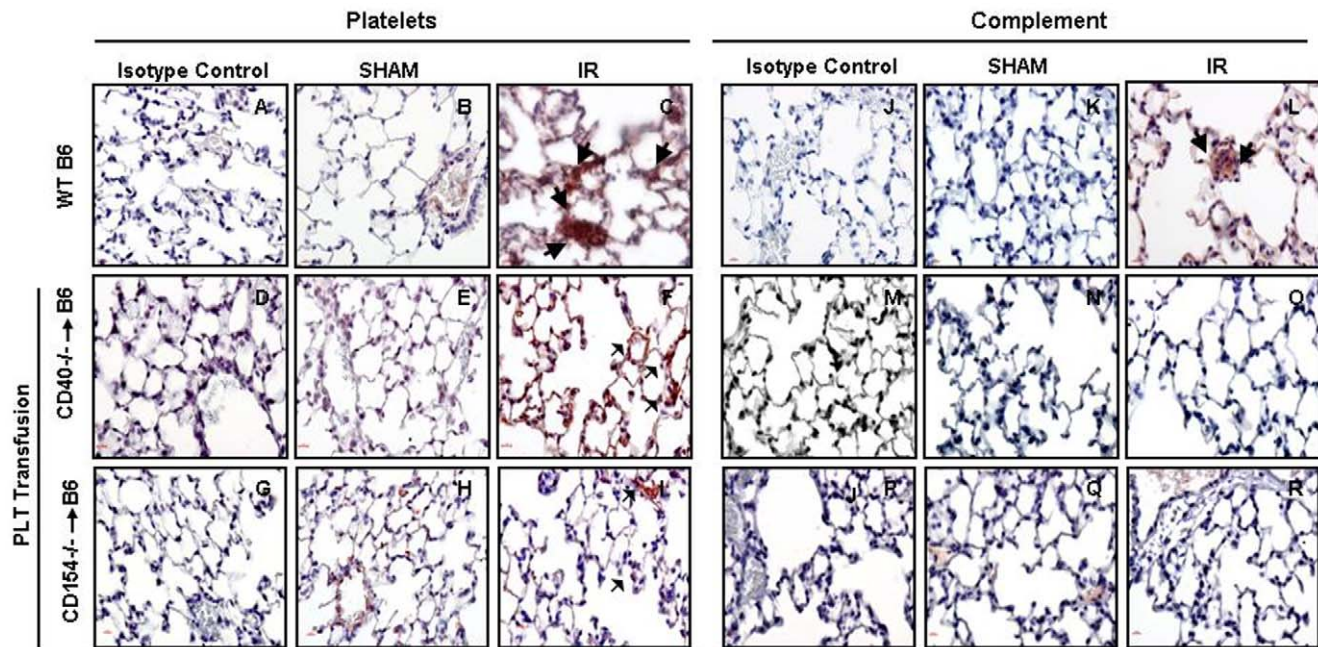 Platelets Complement
Isotype Control SHAM IR Isotype Control SHAM IR
WT B6
A B C J K L
PLT Transfusion
CD40-/- → B6
D E F M N O
CD154-/- → B6
G H I J P Q R